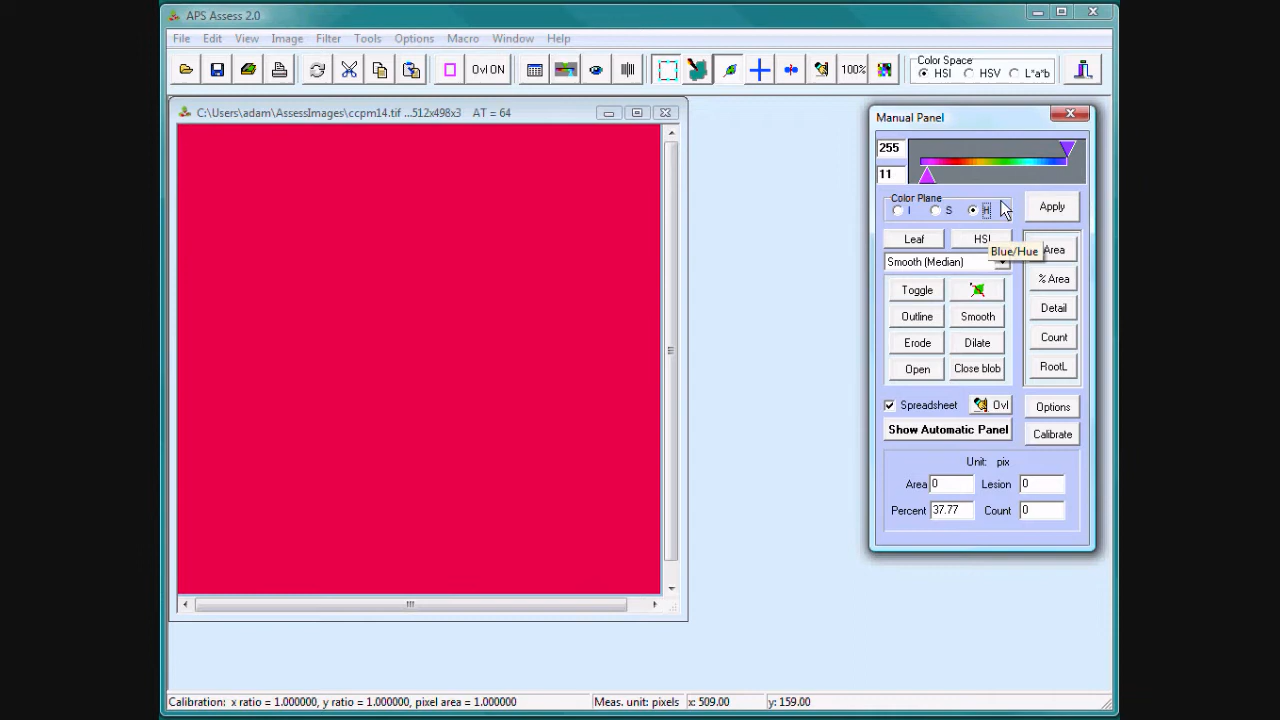 APS Assess 2.0
File Edit View Image Filter Tools Options Macro Window Help
Ovl ON
100%
Color Space
HSI HSV L*a*b
C:\Users\adam\AssessImages\ccpm14.tif ...512x498x3 AT = 64
Manual Panel
255
11
Color Plane
I S H
Apply
Leaf HSI
Blue/Hue
Area
Smooth (Median)
Toggle
% Area
Outline Smooth
Detail
Erode Dilate
Count
Open Close blob
RootL
Spreadsheet Ovl Options
Show Automatic Panel Calibrate
Unit: pix
Area 0 Lesion 0
Percent 37.77 Count 0
Calibration: x ratio = 1.000000, y ratio = 1.000000, pixel area = 1.000000 Meas. unit: pixels x: 509.00 y: 159.00